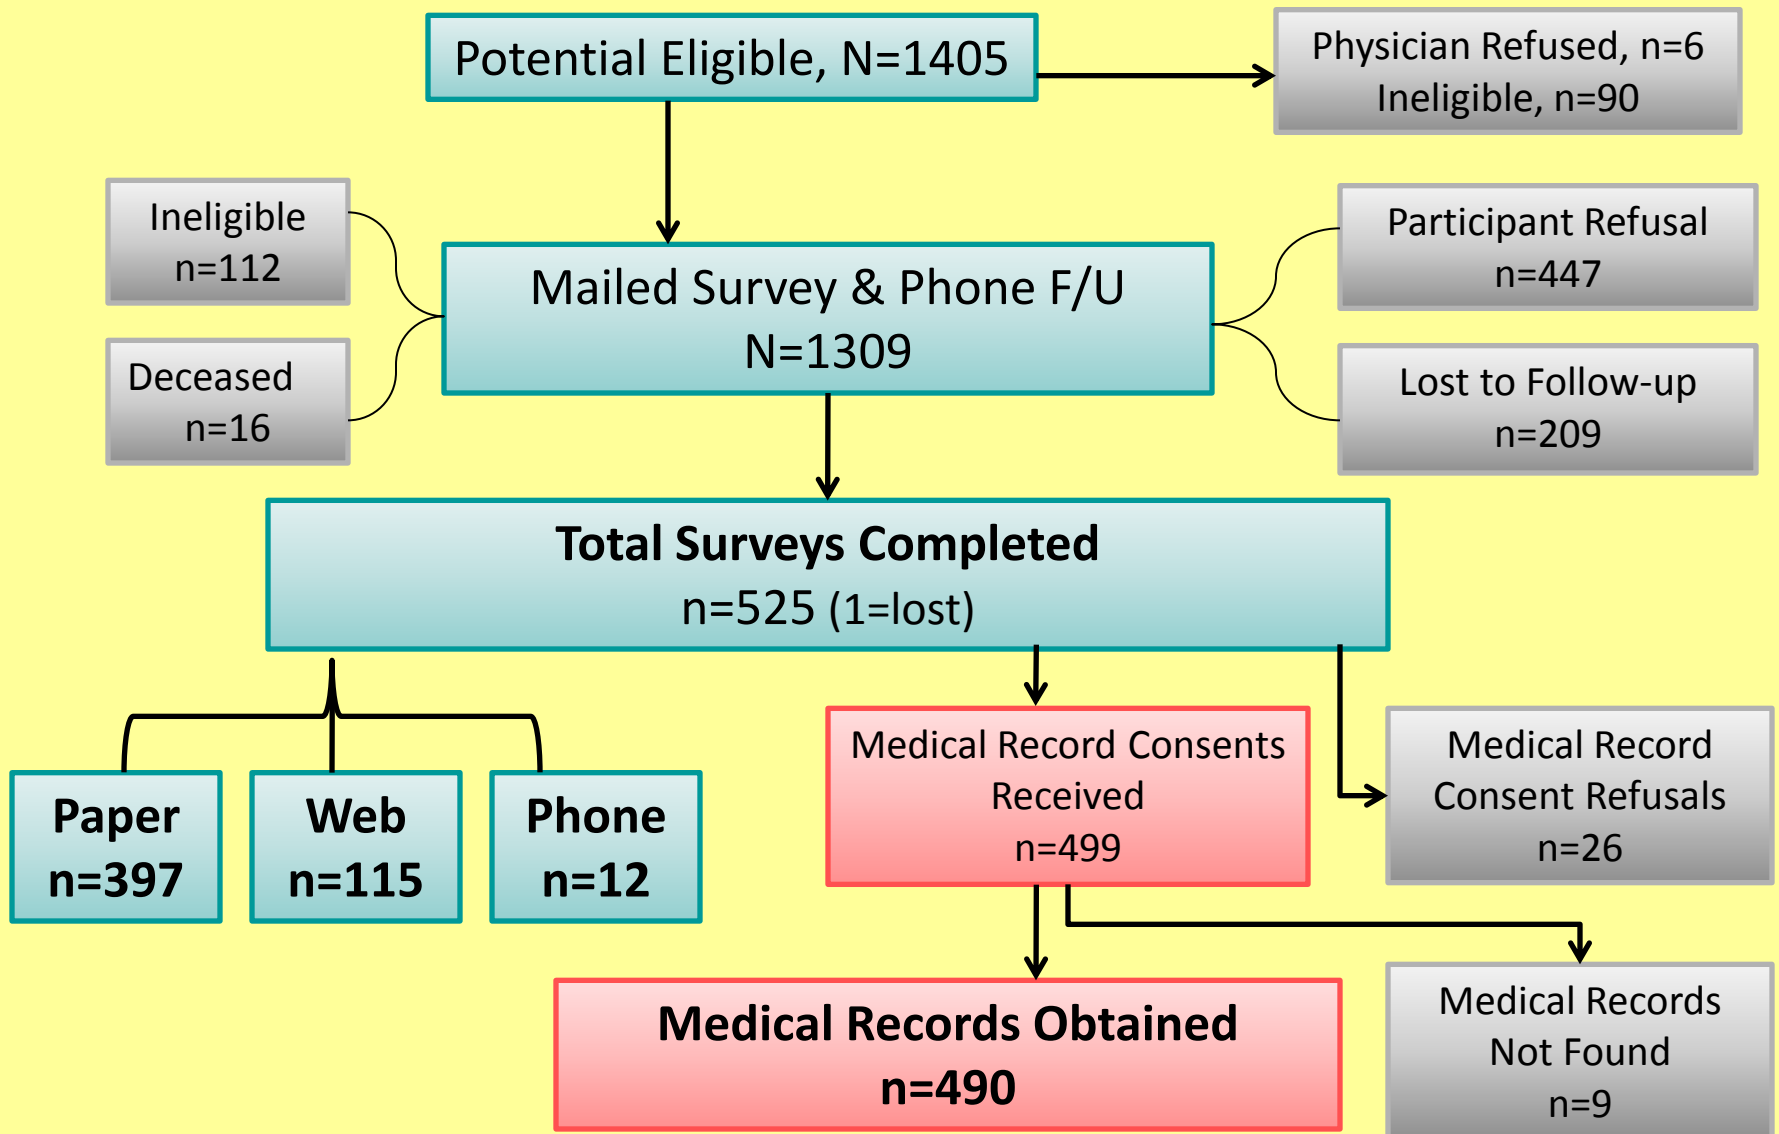 Potential Eligible, N=1405
Physician Refused, n=6
Ineligible, n=90
Ineligible
n=112
Mailed Survey & Phone F/U
N=1309
Participant Refusal
n=447
Deceased
n=16
Lost to Follow-up
n=209
Total Surveys Completed
n=525 (1=lost)
Paper
n=397
Web
n=115
Phone
n=12
Medical Record Consents
Received
n=499
Medical Record
Consent Refusals
n=26
Medical Records Obtained
n=490
Medical Records
Not Found
n=9